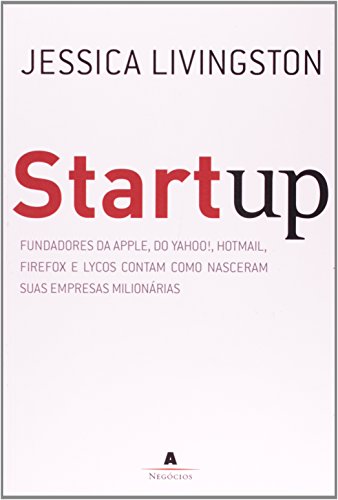 JESSICA LIVINGSTON
Startup
FUNDADORES DA APPLE, DO YAHOO!, HOTMAIL,
FIREFOX E LYCOS CONTAM COMO NASCERAM
SUAS EMPRESAS MILIONÁRIAS
A
NEGÓCIOS